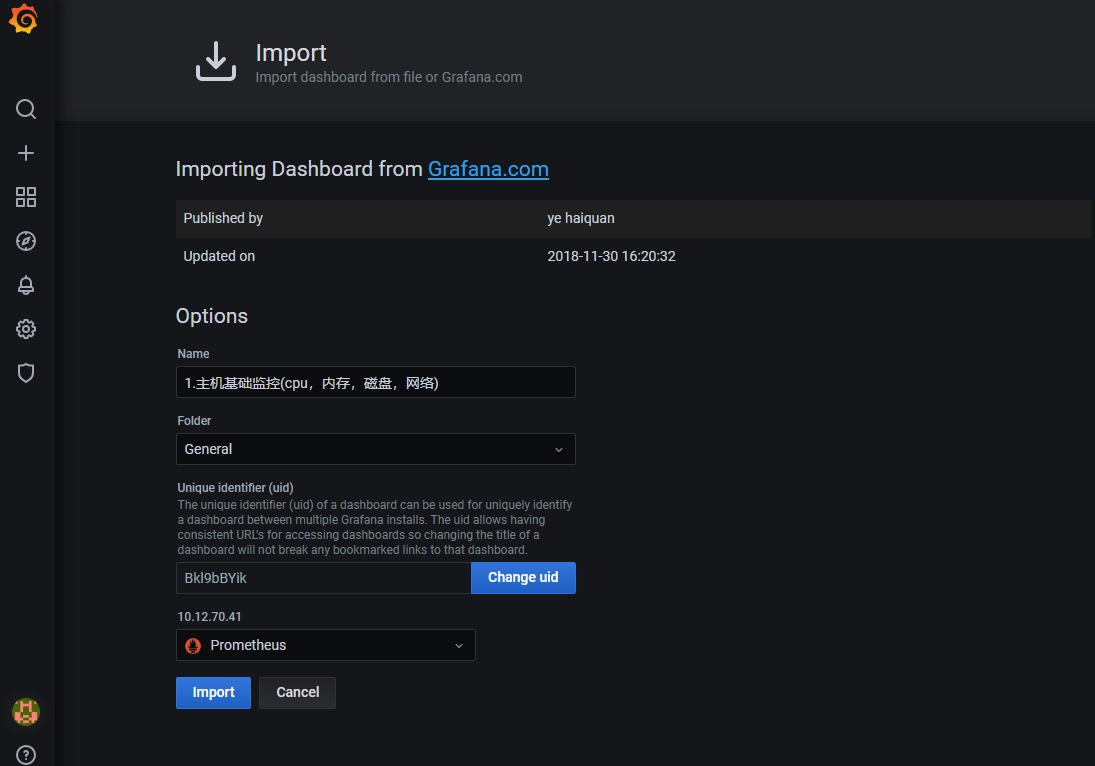 Import
Import dashboard from file or Grafana.com
Importing Dashboard from Grafana.com
Published by ye haiquan
Updated on 2018-11-30 16:20:32
Options
Name
1.主机基础监控(cpu，内存，磁盘，网络)
Folder
General
Unique identifier (uid)
The unique identifier (uid) of a dashboard can be used for uniquely identify
a dashboard between multiple Grafana installs. The uid allows having
consistent URL's for accessing dashboards so changing the title of a
dashboard will not break any bookmarked links to that dashboard.
Bkl9bBYik Change uid
10.12.70.41
Prometheus
Import Cancel